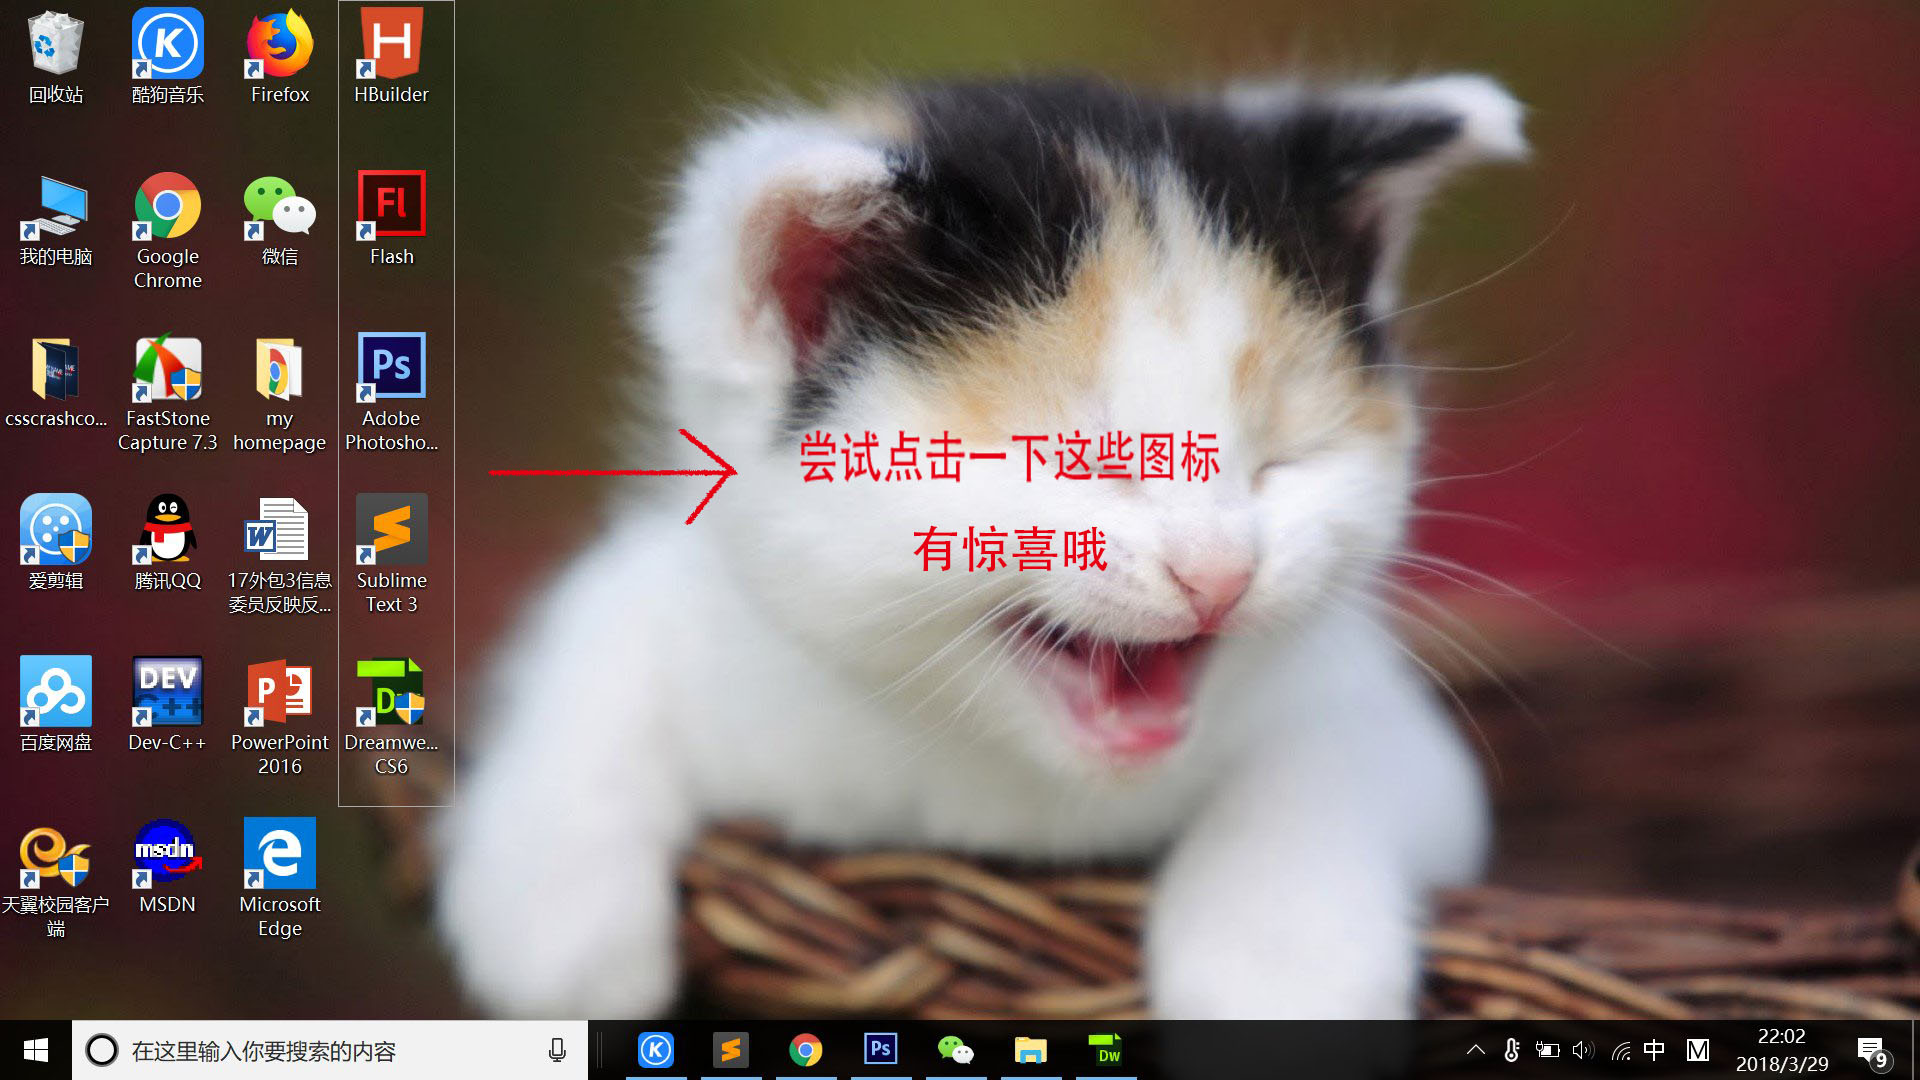 回收站
酷狗音乐
Firefox
HBuilder
我的电脑
Google
Chrome
微信
Flash
csscrashco...
FastStone
Capture 7.3
my
homepage
Adobe
Photosho...
尝试点击一下这些图标
有惊喜哦
爱剪辑
腾讯QQ
17外包3信息
委员反映反...
Sublime
Text 3
百度网盘
DEV
C++
Dev-C++
PowerPoint
2016
Dreamwe...
CS6
天翼校园客户
端
msdn
MSDN
Microsoft
Edge
在这里输入你要搜索的内容
Ps
Dw
中
M
22:02
2018/3/29
9